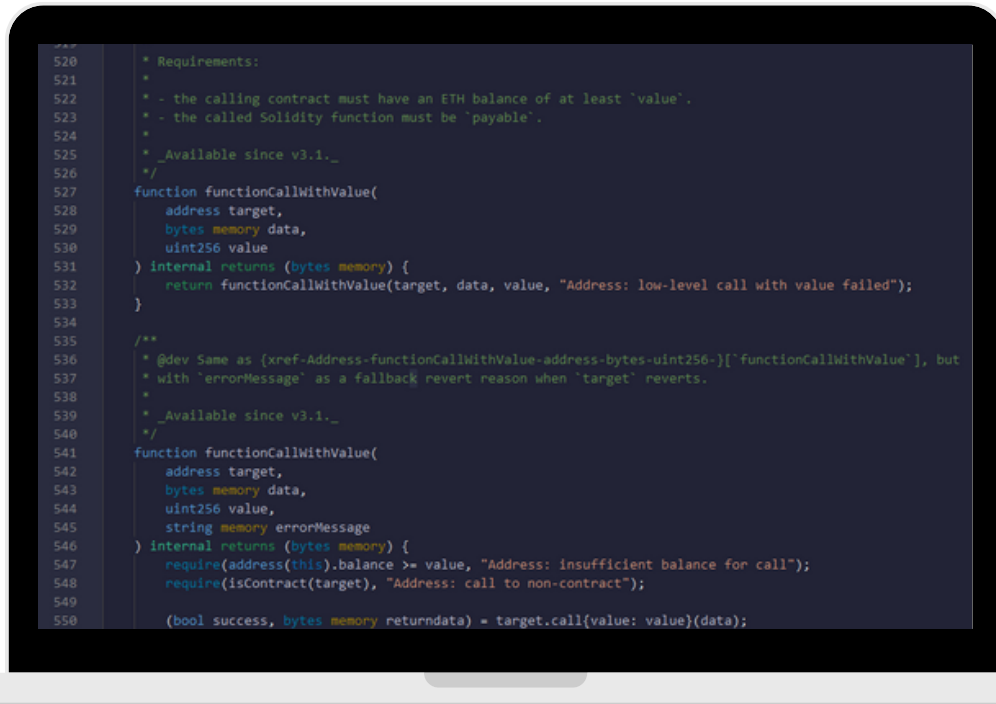 519
520 * Requirements:
521 *
522 * - the calling contract must have an ETH balance of at least `value`.
523 * - the called Solidity function must be `payable`.
524 *
525 * _Available since v3.1._
526 */
527 function functionCallWithValue(
528 address target,
529 bytes memory data,
530 uint256 value
531 ) internal returns (bytes memory) {
532 return functionCallWithValue(target, data, value, "Address: low-level call with value failed");
533 }
534
535 /**
536 * @dev Same as {xref-Address-functionCallWithValue-address-bytes-uint256-}[`functionCallWithValue`], but
537 * with `errorMessage` as a fallback revert reason when `target` reverts.
538 *
539 * _Available since v3.1._
540 */
541 function functionCallWithValue(
542 address target,
543 bytes memory data,
544 uint256 value,
545 string memory errorMessage
546 ) internal returns (bytes memory) {
547 require(address(this).balance >= value, "Address: insufficient balance for call");
548 require(isContract(target), "Address: call to non-contract");
549
550 (bool success, bytes memory returndata) = target.call{value: value}(data);